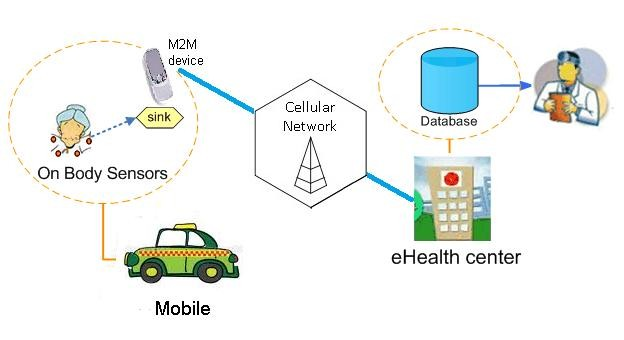 M2M
device
sink
On Body Sensors
Cellular
Network
Database
eHealth center
Mobile